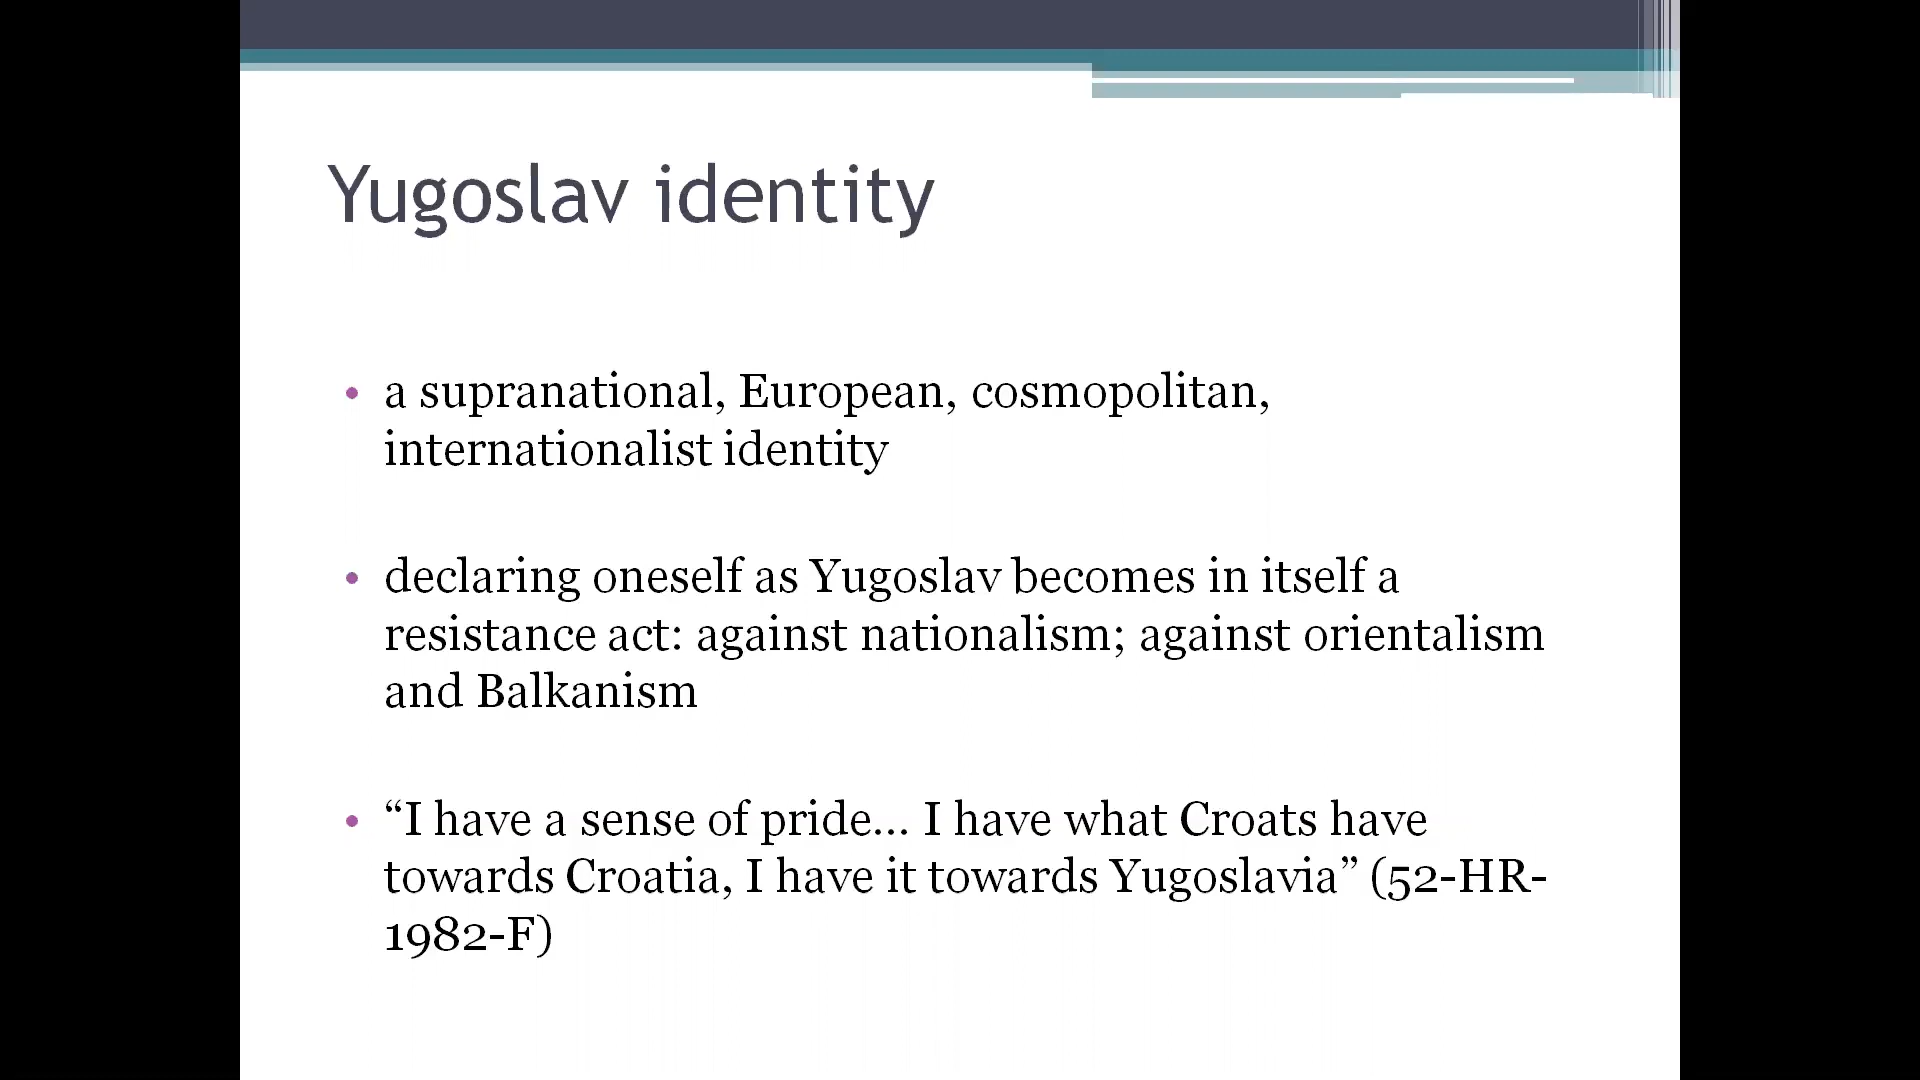 Yugoslav identity
• a supranational, European, cosmopolitan,
internationalist identity
• declaring oneself as Yugoslav becomes in itself a
resistance act: against nationalism; against orientalism
and Balkanism
• “I have a sense of pride... I have what Croats have
towards Croatia, I have it towards Yugoslavia” (52-HR-
1982-F)